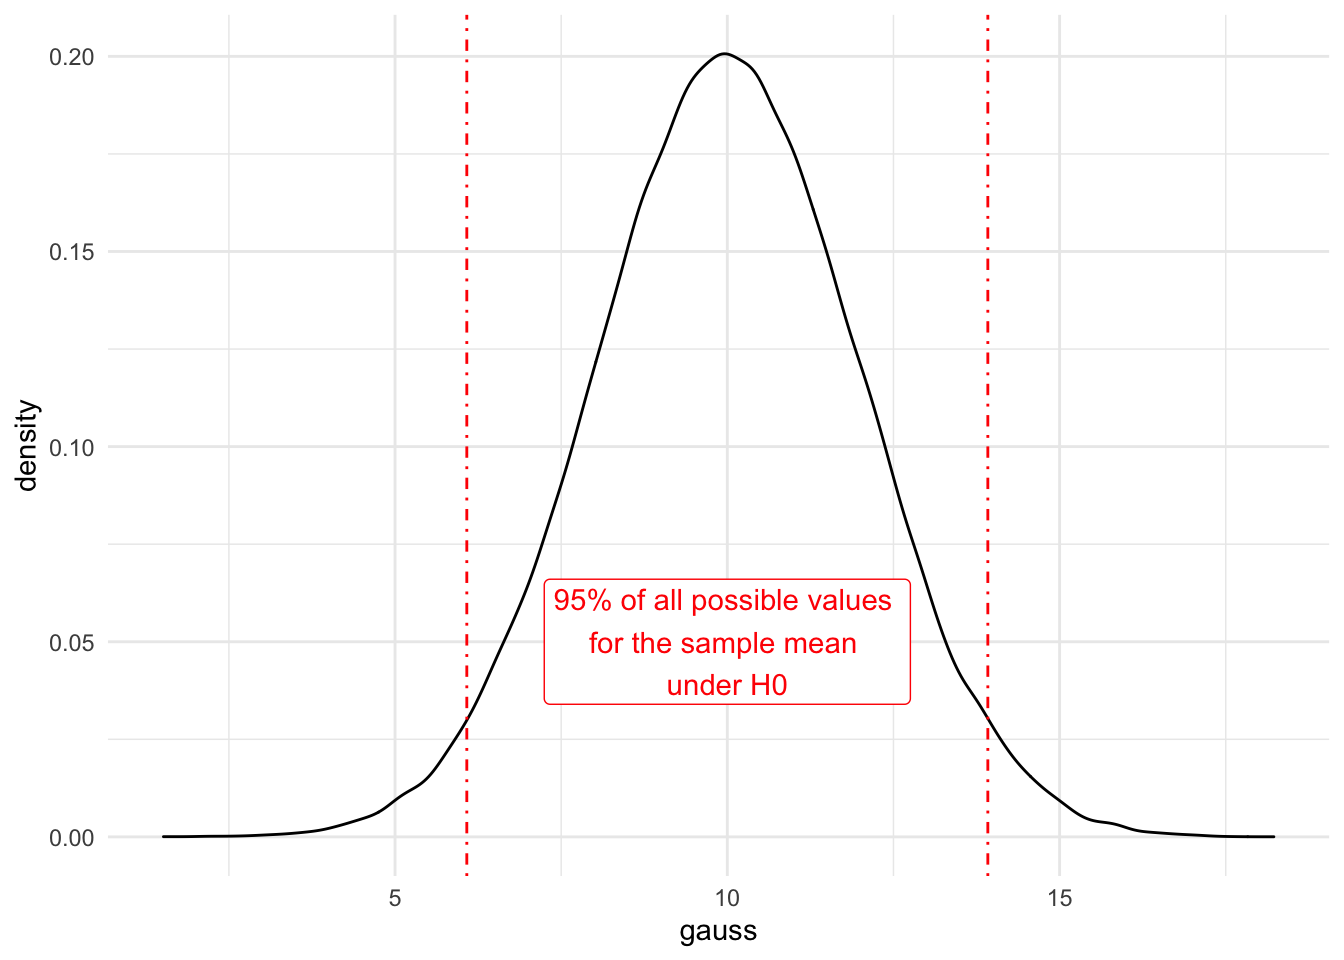 0.20
0.15
0.10
0.05
0.00
density
95% of all possible values
for the sample mean
under H0
5
10
15
gauss